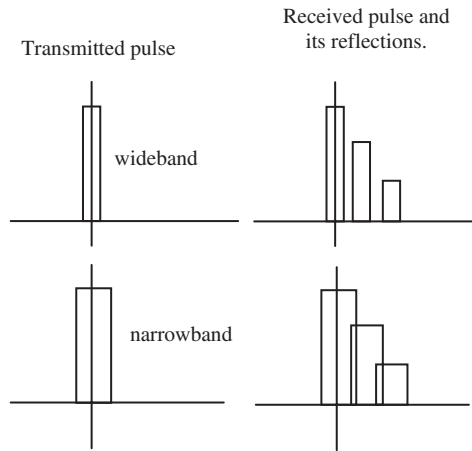 Transmitted pulse
Received pulse and
its reflections.
wideband
narrowband